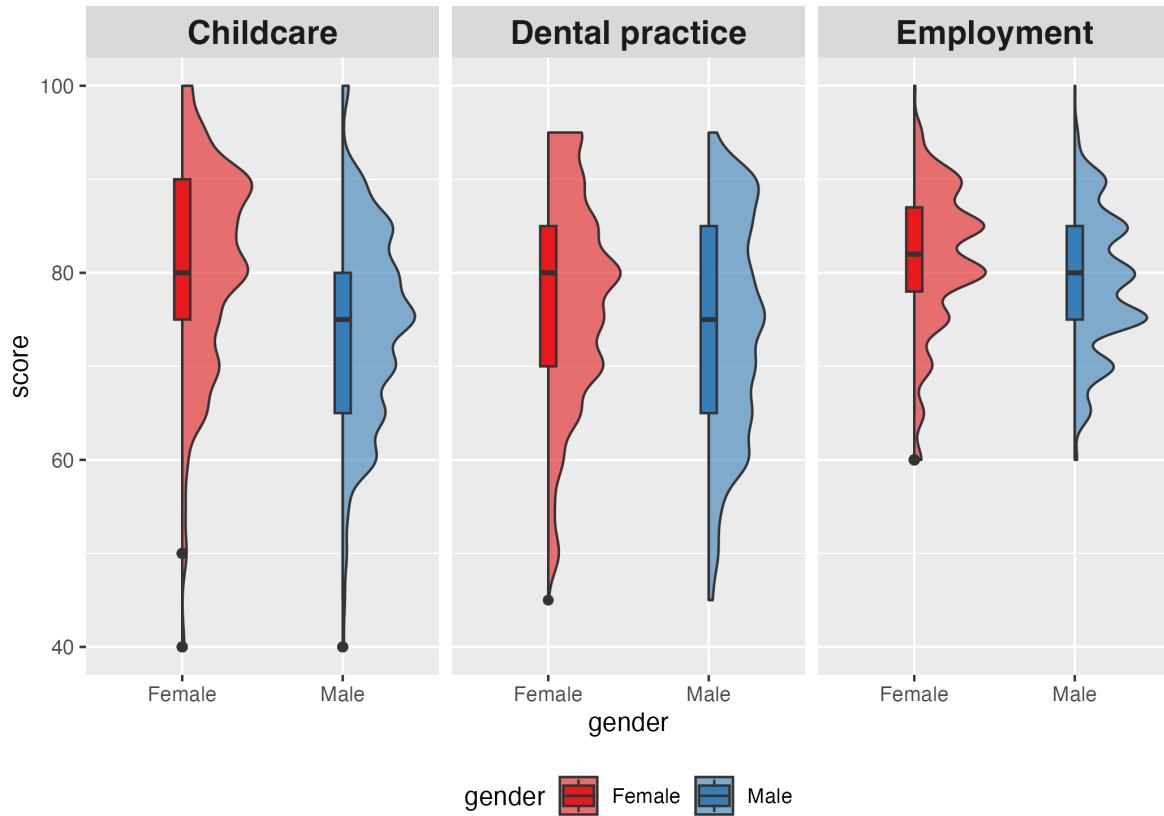 Childcare Dental practice Employment
100
80
60
40
score
Female Male Female Male Female Male
gender
gender Female Male